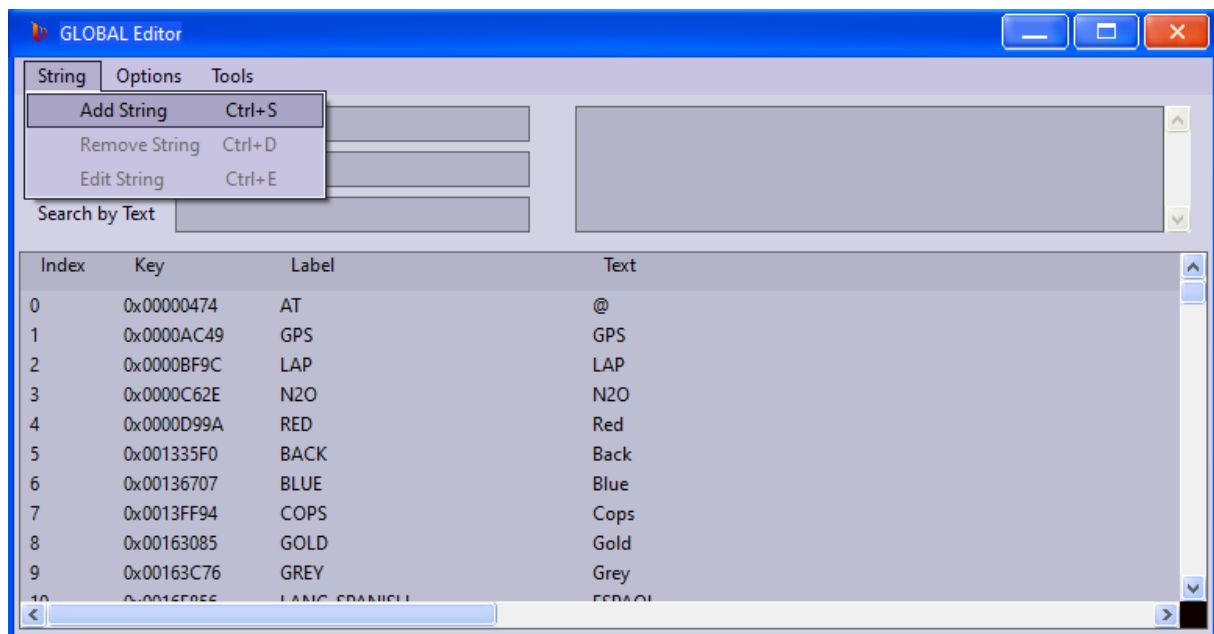 GLOBAL Editor
String Options Tools
Add String Ctrl+S
Remove String Ctrl+D
Edit String Ctrl+E
Search by Text
Index Key Label Text
0 0x00000474 AT @
1 0x0000AC49 GPS GPS
2 0x0000BF9C LAP LAP
3 0x0000C62E N2O N2O
4 0x0000D99A RED Red
5 0x001335F0 BACK Back
6 0x00136707 BLUE Blue
7 0x0013FF94 COPS Cops
8 0x00163085 GOLD Gold
9 0x00163C76 GREY Grey
10